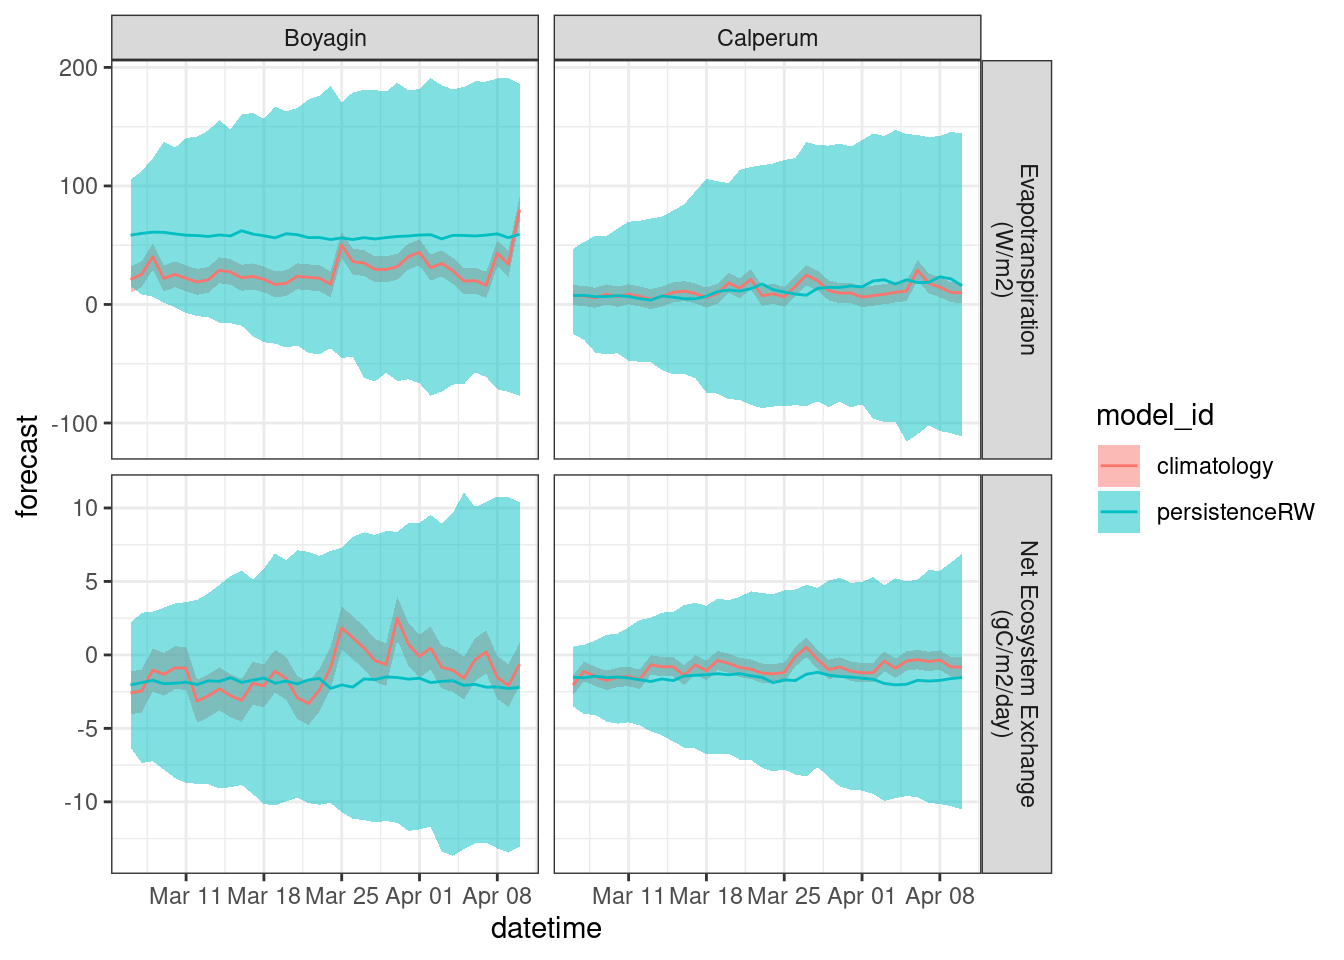 Boyagin
Calperum
200
100
0
-100
Evapotranspiration
(W/m2)
forecast
10
5
0
-5
-10
Net Ecosystem Exchange
(gC/m2/day)
Mar 11 Mar 18 Mar 25 Apr 01 Apr 08
Mar 11 Mar 18 Mar 25 Apr 01 Apr 08
datetime
model_id
climatology
persistenceRW